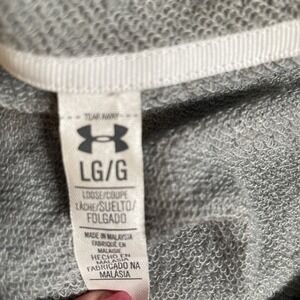 TEAR AWAY
LG/G
LOOSE/COUPE
LÂCHE/SUELTO/
FOLGADO
MADE IN MALAYSIA
FABRIQUÉ EN
MALAISIE
HECHO EN
MALASIA
FABRICADO NA
MALÁSIA